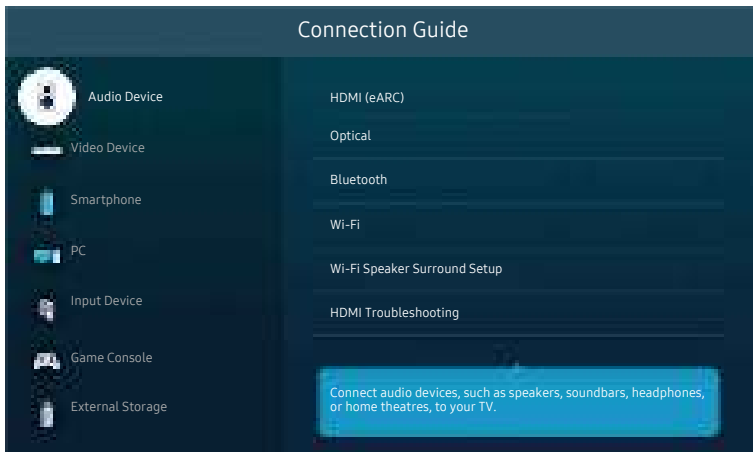 Connection Guide
Audio Device
Video Device
Smartphone
PC
Input Device
Game Console
External Storage
HDMI (eARC)
Optical
Bluetooth
Wi-Fi
Wi-Fi Speaker Surround Setup
HDMI Troubleshooting
Connect audio devices, such as speakers, soundbars, headphones,
or home theatres, to your TV.